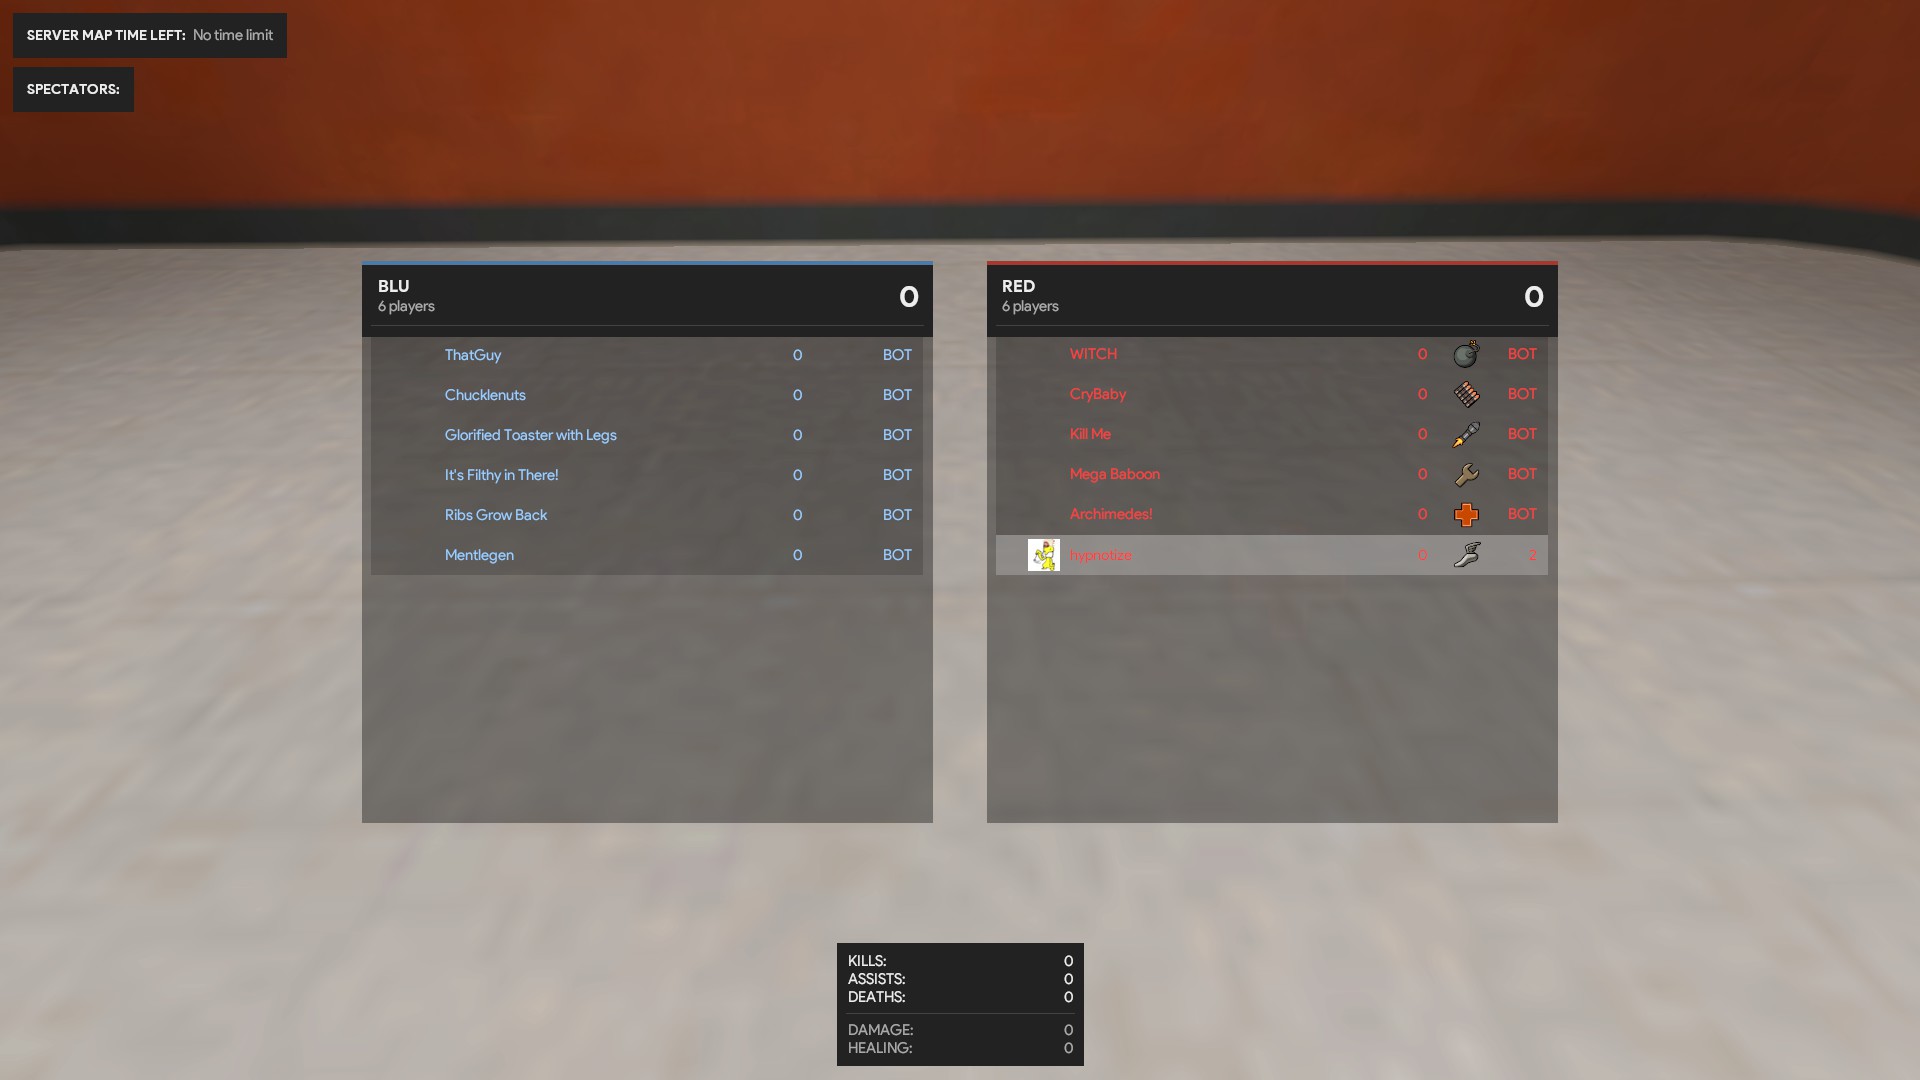 SERVER MAP TIME LEFT: No time limit
SPECTATORS:
BLU
6 players
0
ThatGuy 0 BOT
Chucklenuts 0 BOT
Glorified Toaster with Legs 0 BOT
It's Filthy in There! 0 BOT
Ribs Grow Back 0 BOT
Mentlegen 0 BOT
RED
6 players
0
WITCH 0 BOT
CryBaby 0 BOT
Kill Me 0 BOT
Mega Baboon 0 BOT
Archimedes! 0 BOT
hypnotize 0 2
KILLS: 0
ASSISTS: 0
DEATHS: 0
DAMAGE: 0
HEALING: 0